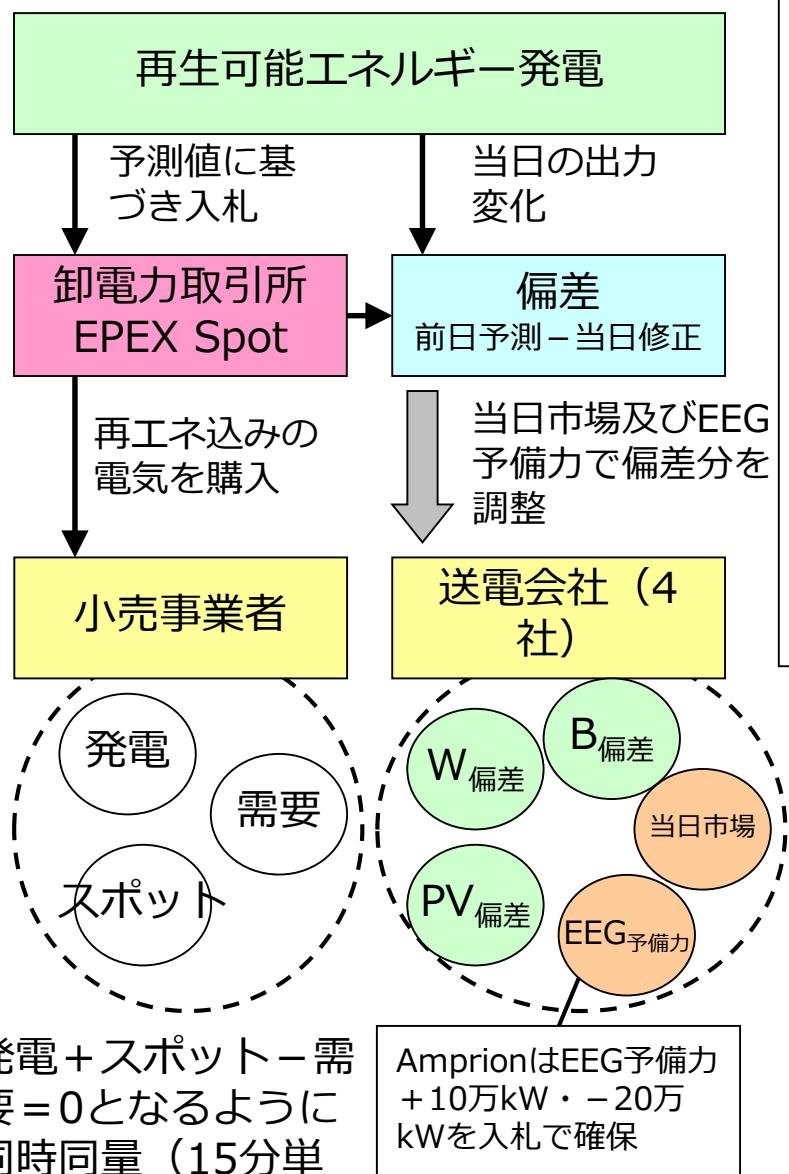 再生可能エネルギー発電
予測値に基
づき入札
当日の出力
変化
卸電力取引所
EPEX Spot
偏差
前日予測－当日修正
再エネ込みの
電気を購入
当日市場及びEEG
予備力で偏差分を
調整
小売事業者
送電会社（4
社）
発電
需要
スポット
W偏差
B偏差
当日市場
PV偏差
EEG予備力
発電＋スポット－需
要＝0となるように
同時同量（15分単
AmprionはEEG予備力
＋10万kW・－20万
kWを入札で確保